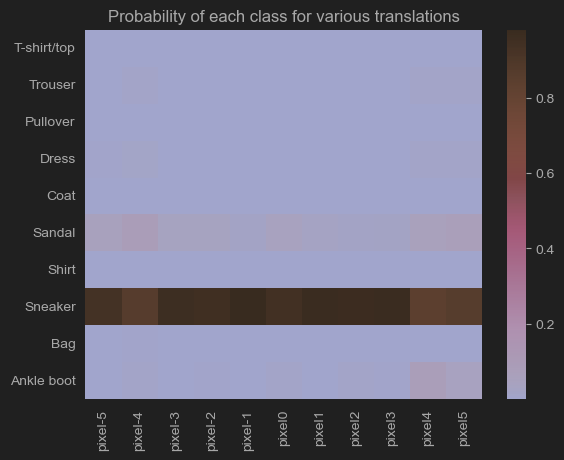 Probability of each class for various translations
T-shirt/top
Trouser
Pullover
Dress
Coat
Sandal
Shirt
Sneaker
Bag
Ankle boot
pixel-5
pixel-4
pixel-3
pixel-2
pixel-1
pixel0
pixel1
pixel2
pixel3
pixel4
pixel5
0.8
0.6
0.4
0.2